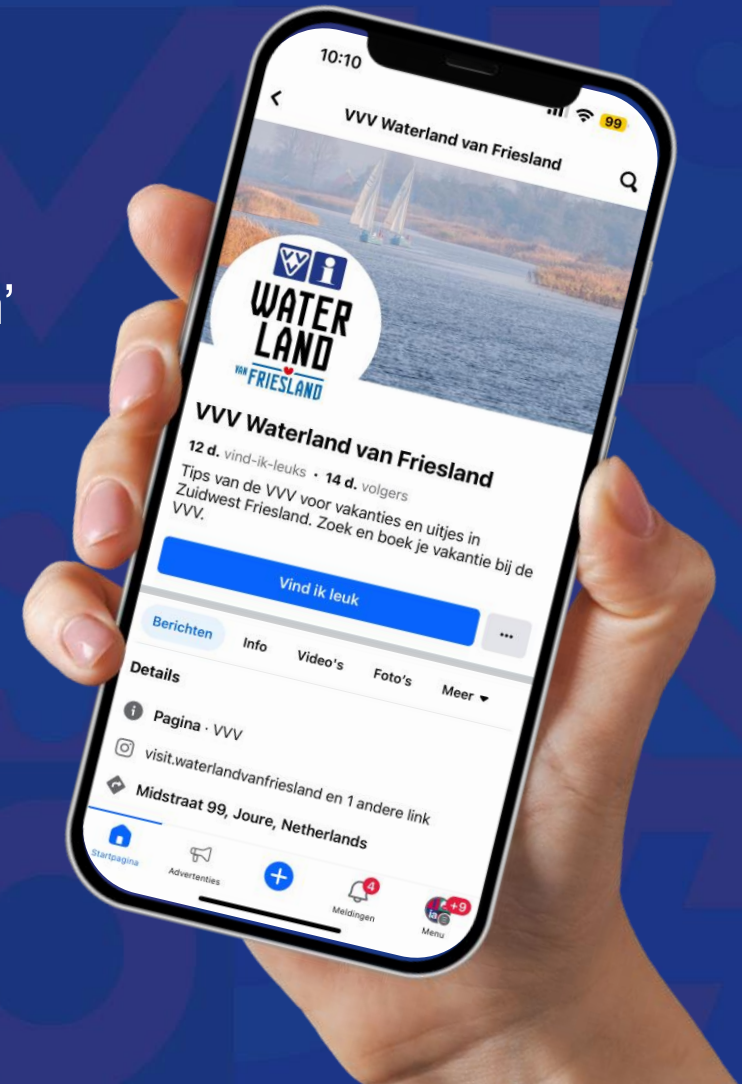 10:10
99
VVV Waterland van Friesland
VVV i
WATER
LAND
VAN FRIESLAND
VVV Waterland van Friesland
12 d. vind-ik-leuks · 14 d. volgers
Tips van de VVV voor vakanties en uitjes in
Zuidwest Friesland. Zoek en boek je vakantie bij de
VVV.
Vind ik leuk
Berichten Info Video's Foto's Meer
Details
Pagina · VVV
visit.waterlandvanfriesland en 1 andere link
Midstraat 99, Joure, Netherlands
4 +9
Startpagina Advertenties Meldingen Menu